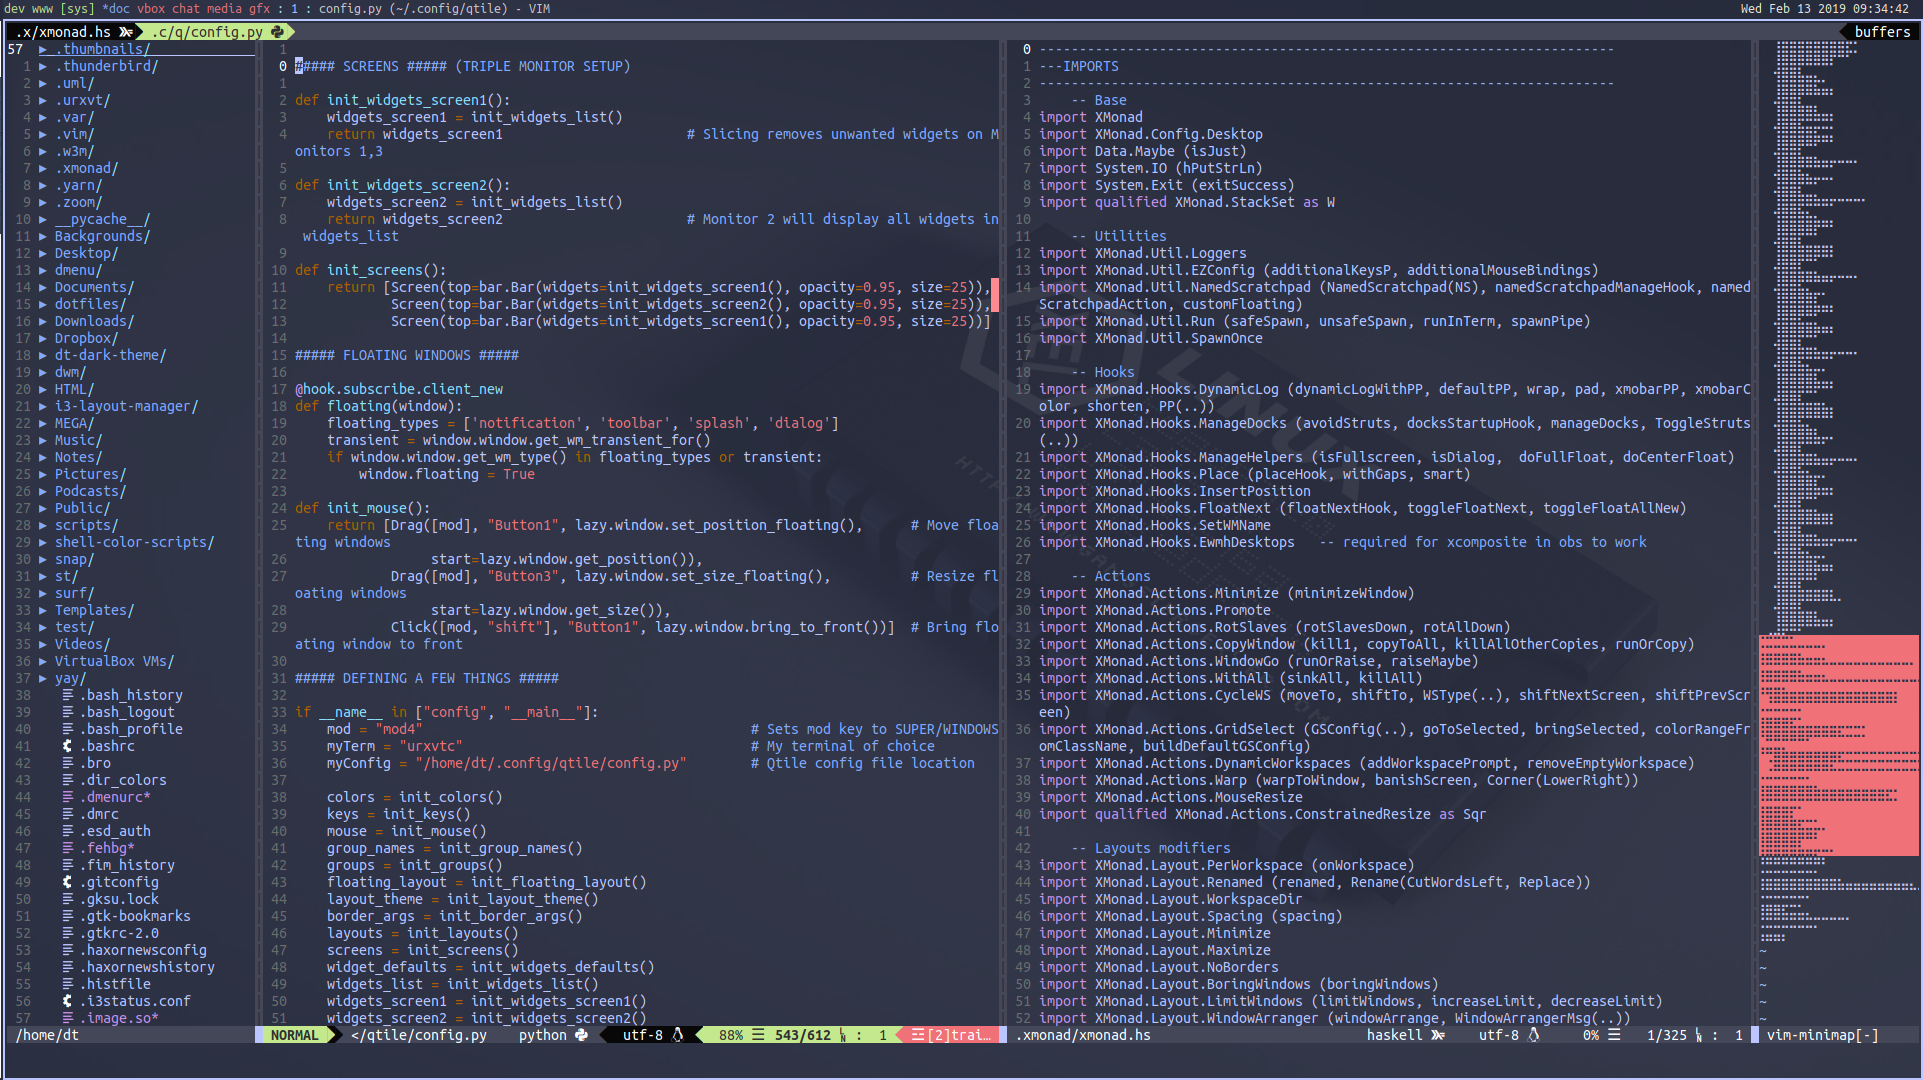 dev www [sys] *doc vbox chat media gfx : 1 : config.py (~/.config/qtile) - VIM
Wed Feb 13 2019 09:34:42
.x/xmonad.hs
.c/q/config.py
buffers
57 ▶ .thumbnails/
1 ▶ .thunderbird/
2 ▶ .uml/
3 ▶ .urxvt/
4 ▶ .var/
5 ▶ .vim/
6 ▶ .w3m/
7 ▶ .xmonad/
8 ▶ .yarn/
9 ▶ .zoom/
10 ▶ __pycache__/
11 ▶ Backgrounds/
12 ▶ Desktop/
13 ▶ dmenu/
14 ▶ Documents/
15 ▶ dotfiles/
16 ▶ Downloads/
17 ▶ Dropbox/
18 ▶ dt-dark-theme/
19 ▶ dwm/
20 ▶ HTML/
21 ▶ i3-layout-manager/
22 ▶ MEGA/
23 ▶ Music/
24 ▶ Notes/
25 ▶ Pictures/
26 ▶ Podcasts/
27 ▶ Public/
28 ▶ scripts/
29 ▶ shell-color-scripts/
30 ▶ snap/
31 ▶ st/
32 ▶ surf/
33 ▶ Templates/
34 ▶ test/
35 ▶ Videos/
36 ▶ VirtualBox VMs/
37 ▶ yay/
38 .bash_history
39 .bash_logout
40 .bash_profile
41 .bashrc
42 .bro
43 .dir_colors
44 .dmenurc*
45 .dmrc
46 .esd_auth
47 .fehbg*
48 .fim_history
49 .gitconfig
50 .gksu.lock
51 .gtk-bookmarks
52 .gtkrc-2.0
53 .haxornewsconfig
54 .haxornewshistory
55 .histfile
56 .i3status.conf
57 .image.so*
/home/dt
1
0 ##### SCREENS ##### (TRIPLE MONITOR SETUP)
1
2 def init_widgets_screen1():
3     widgets_screen1 = init_widgets_list()
4     return widgets_screen1                       # Slicing removes unwanted widgets on M
onitors 1,3
5
6 def init_widgets_screen2():
7     widgets_screen2 = init_widgets_list()
8     return widgets_screen2                       # Monitor 2 will display all widgets in
 widgets_list
9
10 def init_screens():
11     return [Screen(top=bar.Bar(widgets=init_widgets_screen1(), opacity=0.95, size=25)),
12             Screen(top=bar.Bar(widgets=init_widgets_screen2(), opacity=0.95, size=25)),
13             Screen(top=bar.Bar(widgets=init_widgets_screen1(), opacity=0.95, size=25))]
14
15 ##### FLOATING WINDOWS #####
16
17 @hook.subscribe.client_new
18 def floating(window):
19     floating_types = ['notification', 'toolbar', 'splash', 'dialog']
20     transient = window.window.get_wm_transient_for()
21     if window.window.get_wm_type() in floating_types or transient:
22         window.floating = True
23
24 def init_mouse():
25     return [Drag([mod], "Button1", lazy.window.set_position_floating(),      # Move floa
ting windows
26                  start=lazy.window.get_position()),
27             Drag([mod], "Button3", lazy.window.set_size_floating(),          # Resize fl
oating windows
28                  start=lazy.window.get_size()),
29             Click([mod, "shift"], "Button1", lazy.window.bring_to_front())]  # Bring flo
ating window to front
30
31 ##### DEFINING A FEW THINGS #####
32
33 if __name__ in ["config", "__main__"]:
34     mod = "mod4"                                         # Sets mod key to SUPER/WINDOWS
35     myTerm = "urxvtc"                                    # My terminal of choice
36     myConfig = "/home/dt/.config/qtile/config.py"        # Qtile config file location
37
38     colors = init_colors()
39     keys = init_keys()
40     mouse = init_mouse()
41     group_names = init_group_names()
42     groups = init_groups()
43     floating_layout = init_floating_layout()
44     layout_theme = init_layout_theme()
45     border_args = init_border_args()
46     layouts = init_layouts()
47     screens = init_screens()
48     widget_defaults = init_widgets_defaults()
49     widgets_list = init_widgets_list()
50     widgets_screen1 = init_widgets_screen1()
51     widgets_screen2 = init_widgets_screen2()
NORMAL </qtile/config.py python utf-8 88% ☰ 543/612 : 1 [2]trai…
0 ------------------------------------------------------------------------
1 ---IMPORTS
2 ------------------------------------------------------------------------
3     -- Base
4 import XMonad
5 import XMonad.Config.Desktop
6 import Data.Maybe (isJust)
7 import System.IO (hPutStrLn)
8 import System.Exit (exitSuccess)
9 import qualified XMonad.StackSet as W
10
11     -- Utilities
12 import XMonad.Util.Loggers
13 import XMonad.Util.EZConfig (additionalKeysP, additionalMouseBindings)
14 import XMonad.Util.NamedScratchpad (NamedScratchpad(NS), namedScratchpadManageHook, named
ScratchpadAction, customFloating)
15 import XMonad.Util.Run (safeSpawn, unsafeSpawn, runInTerm, spawnPipe)
16 import XMonad.Util.SpawnOnce
17
18     -- Hooks
19 import XMonad.Hooks.DynamicLog (dynamicLogWithPP, defaultPP, wrap, pad, xmobarPP, xmobarC
olor, shorten, PP(..))
20 import XMonad.Hooks.ManageDocks (avoidStruts, docksStartupHook, manageDocks, ToggleStruts
(..))
21 import XMonad.Hooks.ManageHelpers (isFullscreen, isDialog,  doFullFloat, doCenterFloat)
22 import XMonad.Hooks.Place (placeHook, withGaps, smart)
23 import XMonad.Hooks.InsertPosition
24 import XMonad.Hooks.FloatNext (floatNextHook, toggleFloatNext, toggleFloatAllNew)
25 import XMonad.Hooks.SetWMName
26 import XMonad.Hooks.EwmhDesktops   -- required for xcomposite in obs to work
27
28     -- Actions
29 import XMonad.Actions.Minimize (minimizeWindow)
30 import XMonad.Actions.Promote
31 import XMonad.Actions.RotSlaves (rotSlavesDown, rotAllDown)
32 import XMonad.Actions.CopyWindow (kill1, copyToAll, killAllOtherCopies, runOrCopy)
33 import XMonad.Actions.WindowGo (runOrRaise, raiseMaybe)
34 import XMonad.Actions.WithAll (sinkAll, killAll)
35 import XMonad.Actions.CycleWS (moveTo, shiftTo, WSType(..), shiftNextScreen, shiftPrevScr
een)
36 import XMonad.Actions.GridSelect (GSConfig(..), goToSelected, bringSelected, colorRangeFr
omClassName, buildDefaultGSConfig)
37 import XMonad.Actions.DynamicWorkspaces (addWorkspacePrompt, removeEmptyWorkspace)
38 import XMonad.Actions.Warp (warpToWindow, banishScreen, Corner(LowerRight))
39 import XMonad.Actions.MouseResize
40 import qualified XMonad.Actions.ConstrainedResize as Sqr
41
42     -- Layouts modifiers
43 import XMonad.Layout.PerWorkspace (onWorkspace)
44 import XMonad.Layout.Renamed (renamed, Rename(CutWordsLeft, Replace))
45 import XMonad.Layout.WorkspaceDir
46 import XMonad.Layout.Spacing (spacing)
47 import XMonad.Layout.Minimize
48 import XMonad.Layout.Maximize
49 import XMonad.Layout.NoBorders
50 import XMonad.Layout.BoringWindows (boringWindows)
51 import XMonad.Layout.LimitWindows (limitWindows, increaseLimit, decreaseLimit)
52 import XMonad.Layout.WindowArranger (windowArrange, WindowArrangerMsg(..))
.xmonad/xmonad.hs haskell utf-8 0% ☰ 1/325 : 1
~
~
~
~
~
vim-minimap[-]